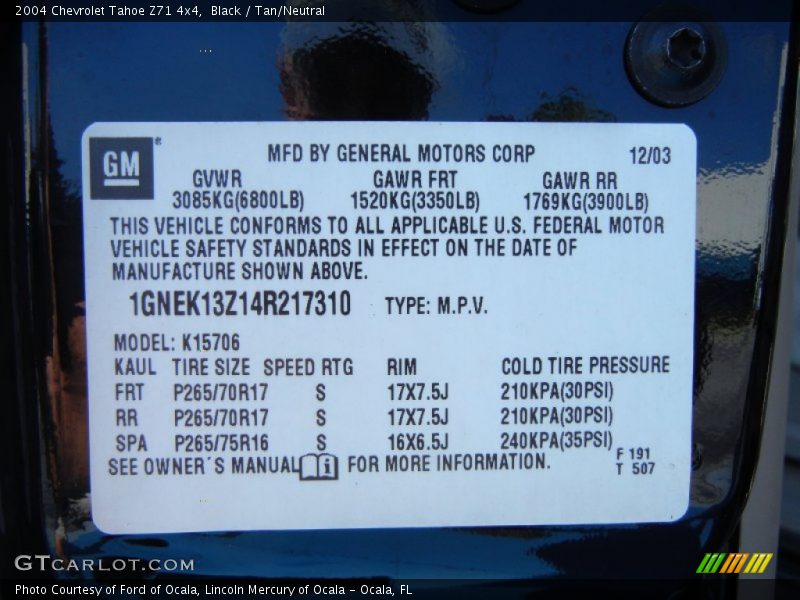 2004 Chevrolet Tahoe Z71 4x4,  Black / Tan/Neutral
GM®
MFD BY GENERAL MOTORS CORP 12/03
GVWR GAWR FRT GAWR RR
3085KG(6800LB) 1520KG(3350LB) 1769KG(3900LB)
THIS VEHICLE CONFORMS TO ALL APPLICABLE U.S. FEDERAL MOTOR
VEHICLE SAFETY STANDARDS IN EFFECT ON THE DATE OF
MANUFACTURE SHOWN ABOVE.
1GNEK13Z14R217310 TYPE: M.P.V.
MODEL: K15706
KAUL TIRE SIZE SPEED RTG RIM COLD TIRE PRESSURE
FRT P265/70R17 S 17X7.5J 210KPA(30PSI)
RR P265/70R17 S 17X7.5J 210KPA(30PSI)
SPA P265/75R16 S 16X6.5J 240KPA(35PSI)
SEE OWNER´S MANUAL i FOR MORE INFORMATION.
F 191
T 507
GTCARLOT.COM
Photo Courtesy of Ford of Ocala, Lincoln Mercury of Ocala - Ocala, FL